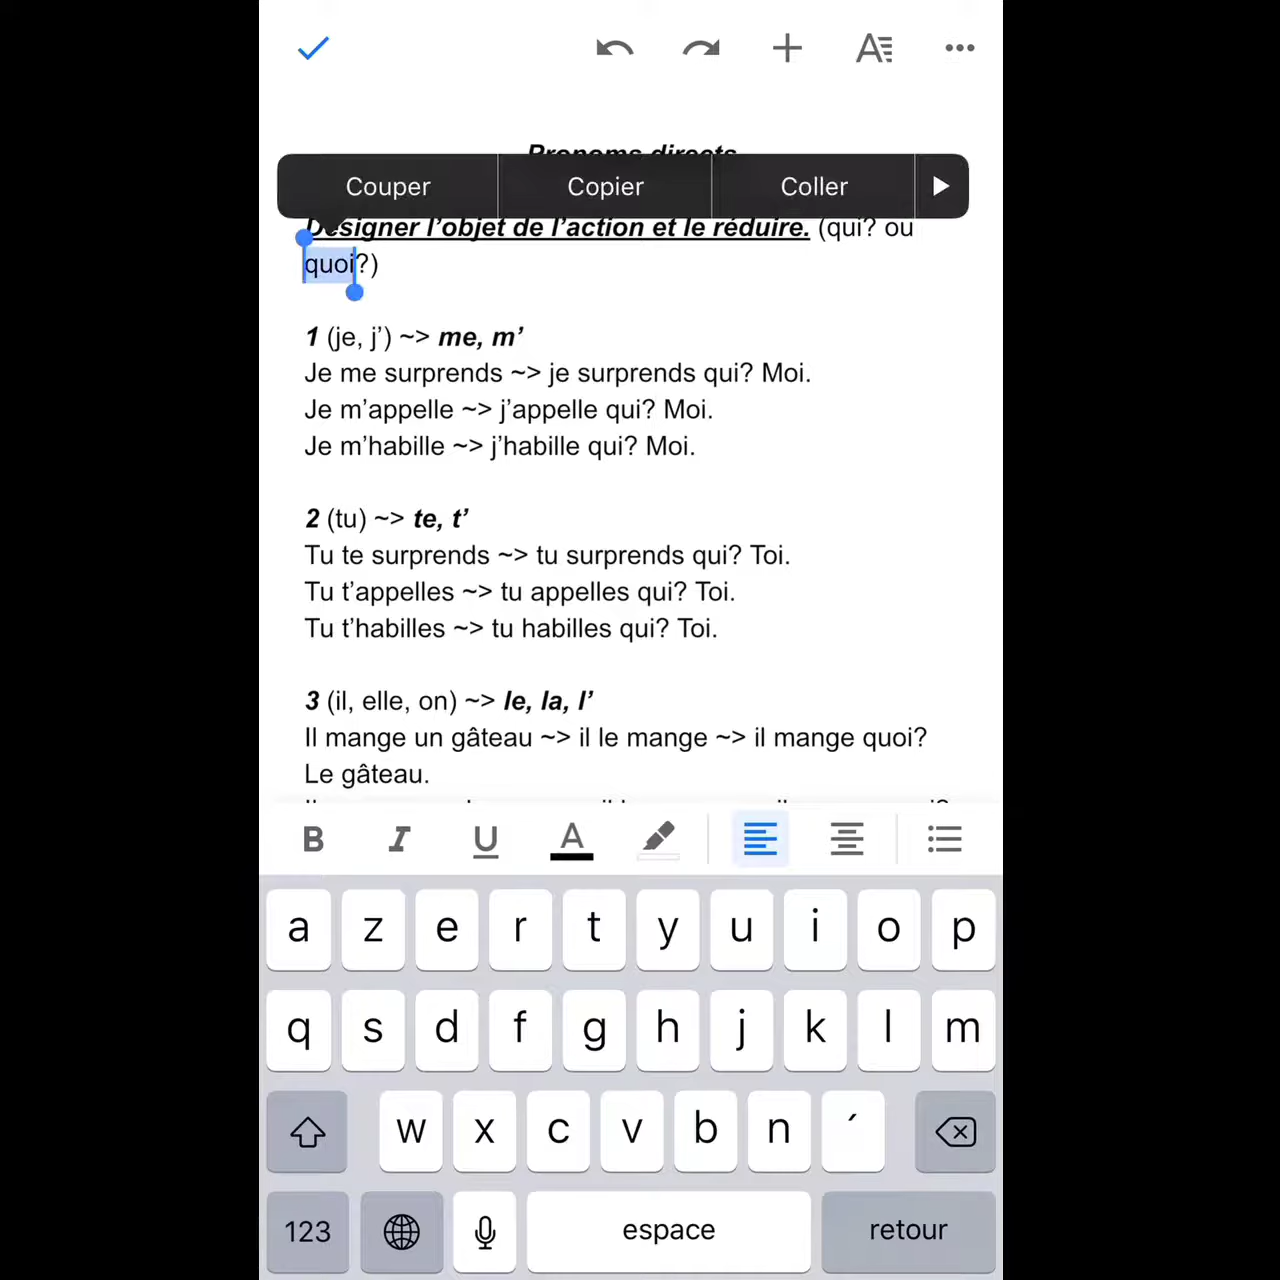 Pronoms directs
Couper
Copier
Coller
Désigner l’objet de l’action et le réduire. (qui? ou
quoi?)
1 (je, j’) ~> me, m’
Je me surprends ~> je surprends qui? Moi.
Je m’appelle ~> j’appelle qui? Moi.
Je m’habille ~> j’habille qui? Moi.
2 (tu) ~> te, t’
Tu te surprends ~> tu surprends qui? Toi.
Tu t’appelles ~> tu appelles qui? Toi.
Tu t’habilles ~> tu habilles qui? Toi.
3 (il, elle, on) ~> le, la, l’
Il mange un gâteau ~> il le mange ~> il mange quoi?
Le gâteau.
B I U A
a z e r t y u i o p
q s d f g h j k l m
w x c v b n ´
123 espace retour